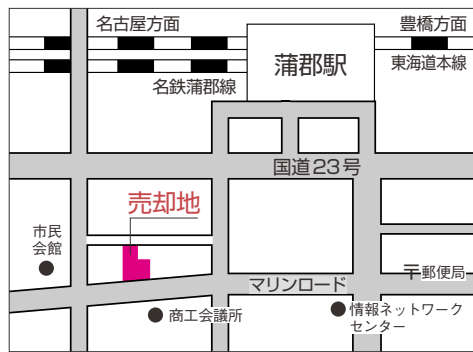 名古屋方面
豊橋方面
蒲郡駅
東海道本線
名鉄蒲郡線
国道23号
売却地
市民
会館
〒郵便局
マリンロード
商工会議所
情報ネットワーク
センター